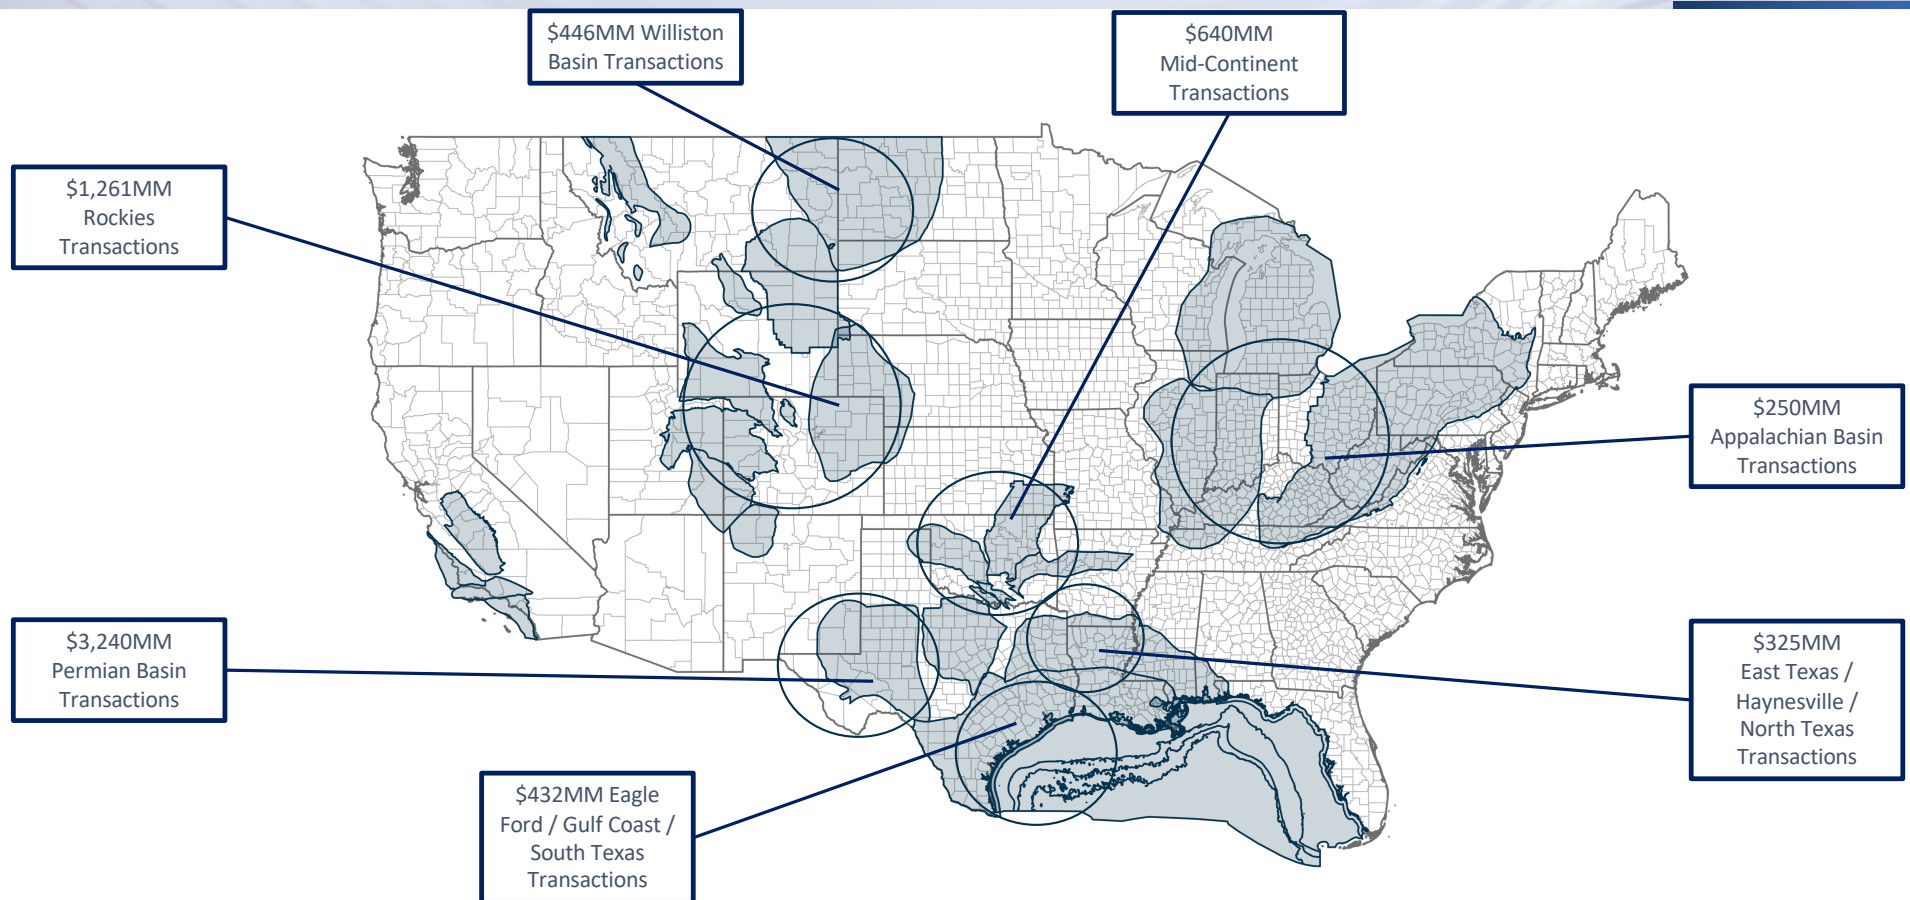 $446MM Williston
Basin Transactions
$640MM
Mid-Continent
Transactions
$1,261MM
Rockies
Transactions
$250MM
Appalachian Basin
Transactions
$3,240MM
Permian Basin
Transactions
$325MM
East Texas /
Haynesville /
North Texas
Transactions
$432MM Eagle
Ford / Gulf Coast /
South Texas
Transactions